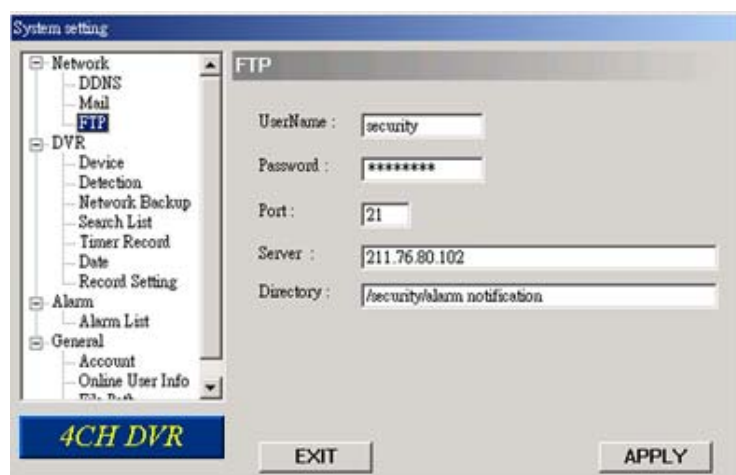 System setting
Network
DDNS
Mail
FTP
DVR
Device
Detection
Network Backup
Search List
Timer Record
Date
Record Setting
Alarm
Alarm List
General
Account
Online User Info
File Path
4CH DVR
FTP
UserName : security
Password : ********
Port : 21
Server : 211.76.80.102
Directory : /security/alarm notification
EXIT
APPLY